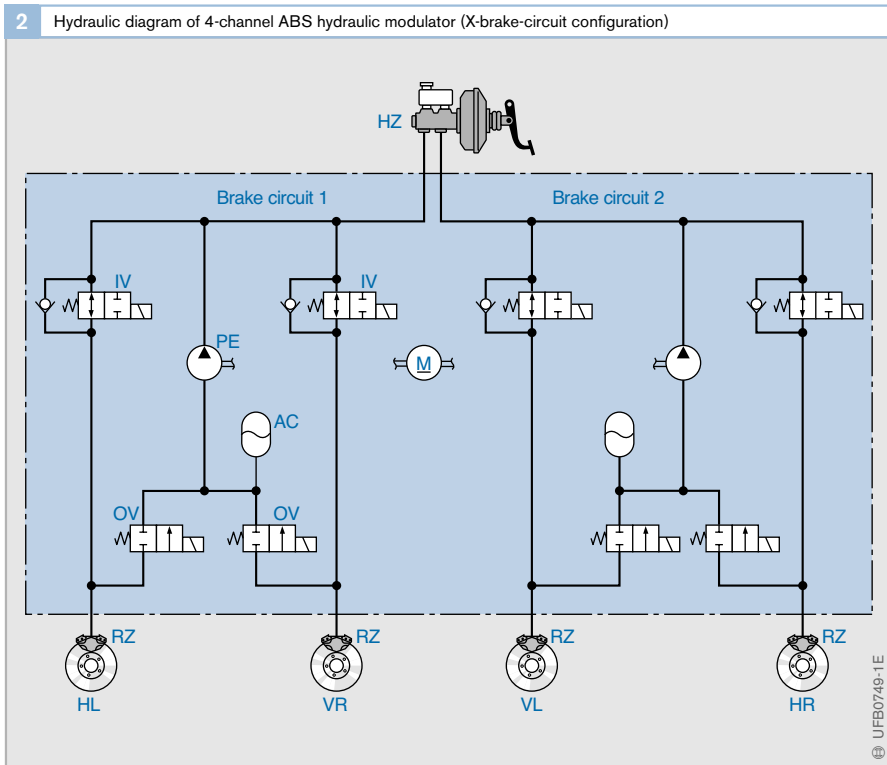 2 Hydraulic diagram of 4-channel ABS hydraulic modulator (X-brake-circuit configuration)
HZ
Brake circuit 1 Brake circuit 2
IV IV
PE
M
AC
OV OV
RZ RZ RZ RZ
HL VR VL HR
UFB0749-1E